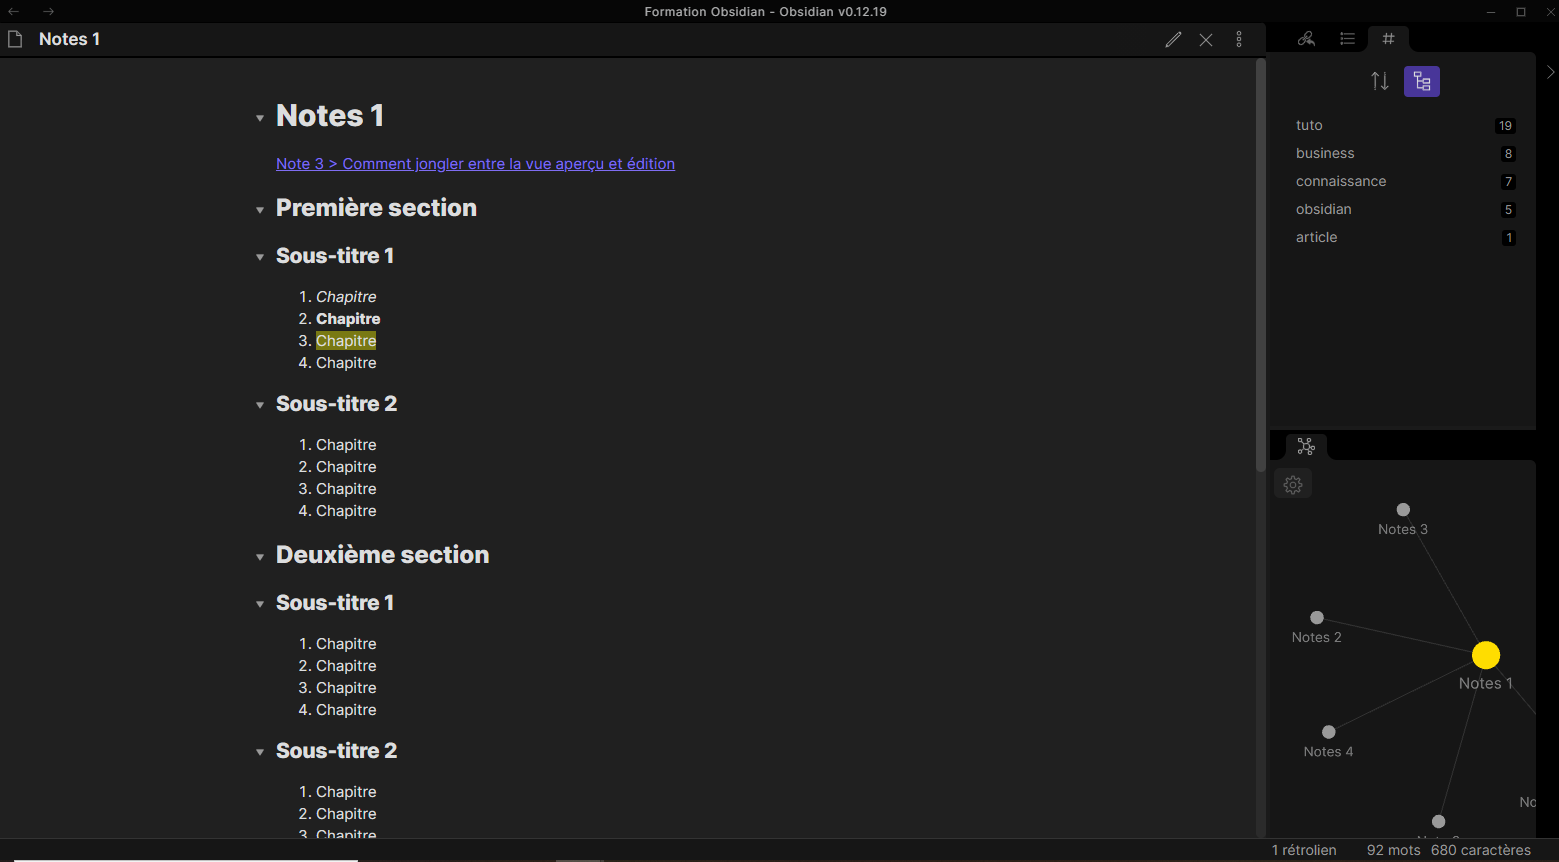 Formation Obsidian - Obsidian v0.12.19
Notes 1
Notes 1
Note 3 > Comment jongler entre la vue aperçu et édition
Première section
Sous-titre 1
1. Chapitre
2. Chapitre
3. Chapitre
4. Chapitre
Sous-titre 2
1. Chapitre
2. Chapitre
3. Chapitre
4. Chapitre
Deuxième section
Sous-titre 1
1. Chapitre
2. Chapitre
3. Chapitre
4. Chapitre
Sous-titre 2
1. Chapitre
2. Chapitre
3. Chapitre
tuto 19
business 8
connaissance 7
obsidian 5
article 1
Notes 3
Notes 2
Notes 1
Notes 4
1 rétrolien 92 mots 680 caractères